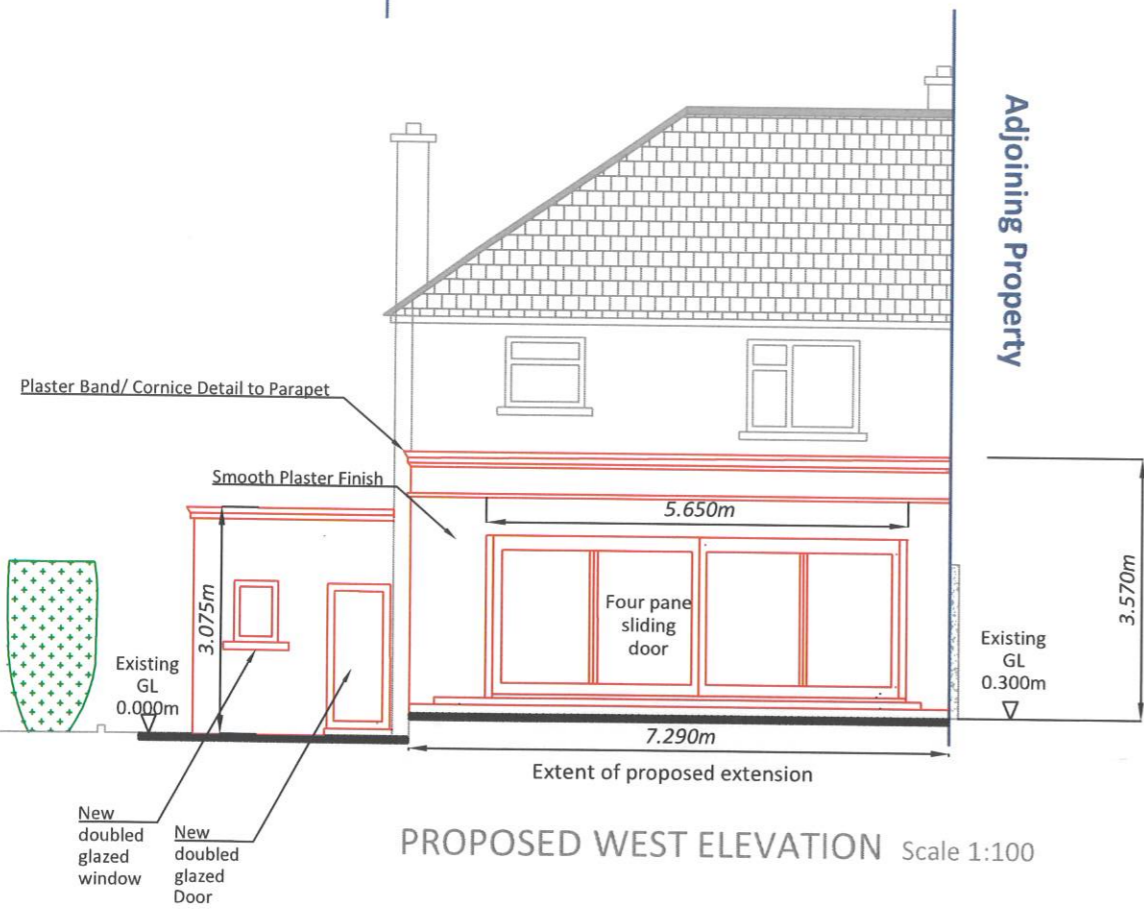 Adjoining Property
Plaster Band/ Cornice Detail to Parapet
Smooth Plaster Finish
5.650m
3.075m
Four pane
sliding
door
3.570m
Existing
GL
0.000m
Existing
GL
0.300m
7.290m
Extent of proposed extension
New
doubled
glazed
window
New
doubled
glazed
Door
PROPOSED WEST ELEVATION Scale 1:100